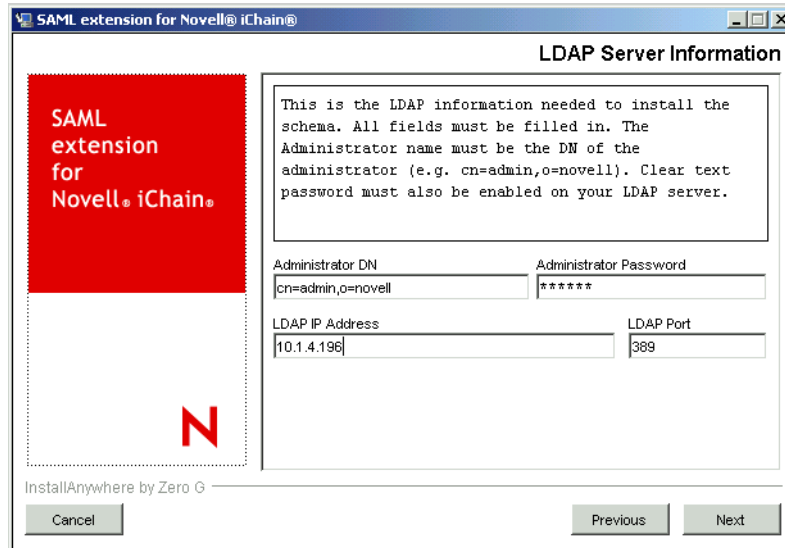 SAML extension for Novell® iChain®
LDAP Server Information
SAML
extension
for
Novell® iChain®
This is the LDAP information needed to install the
schema. All fields must be filled in. The
Administrator name must be the DN of the
administrator (e.g. cn=admin,o=novell). Clear text
password must also be enabled on your LDAP server.
Administrator DN
Administrator Password
cn=admin,o=novell
******
LDAP IP Address
LDAP Port
10.1.4.196
389
N
InstallAnywhere by Zero G
Cancel
Previous
Next